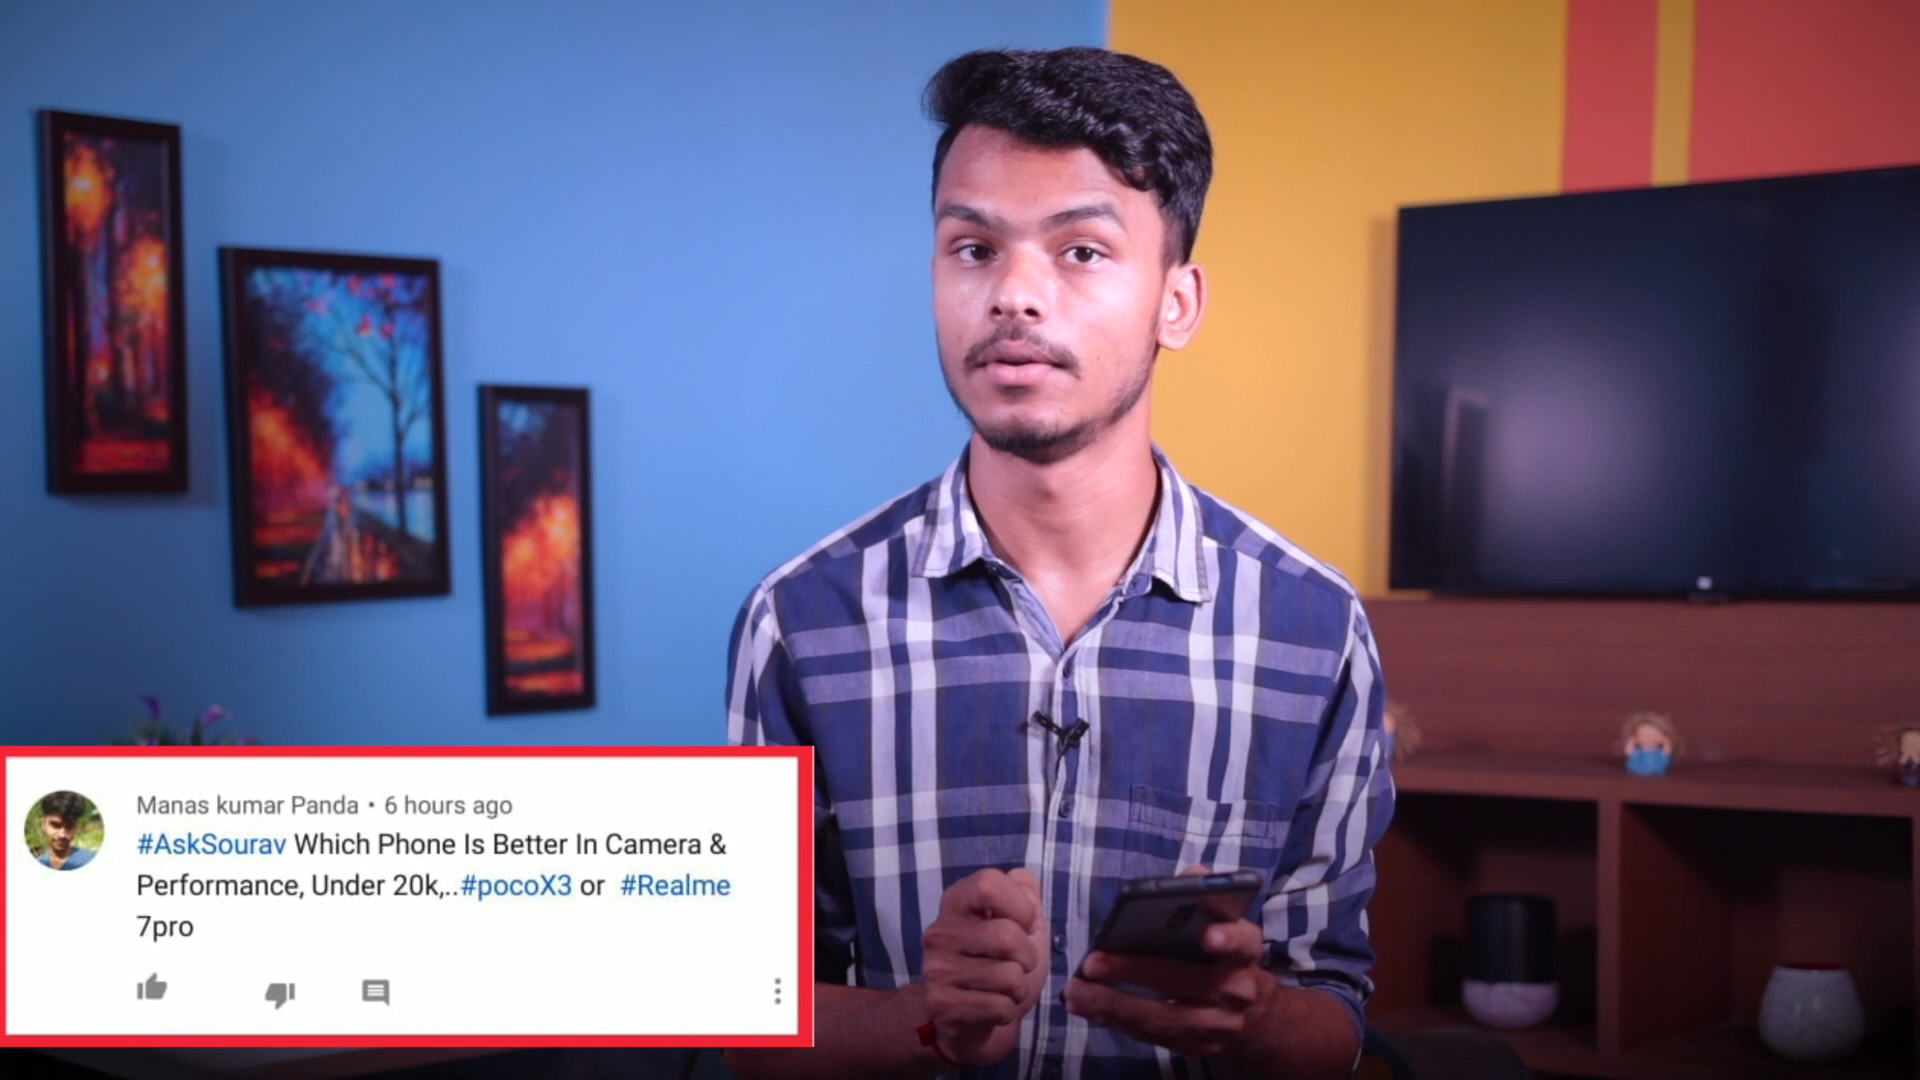 Manas kumar Panda • 6 hours ago
#AskSourav Which Phone Is Better In Camera &
Performance, Under 20k,..#pocoX3 or #Realme
7pro